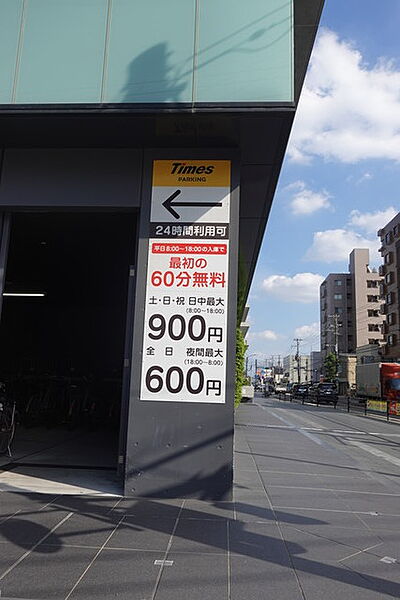 Times
PARKING
24時間利用可
平日8:00~18:00の入庫で
最初の
60分無料
土・日・祝 日中最大
(8:00~18:00)
900円
全 日 夜間最大
(18:00~8:00)
600円